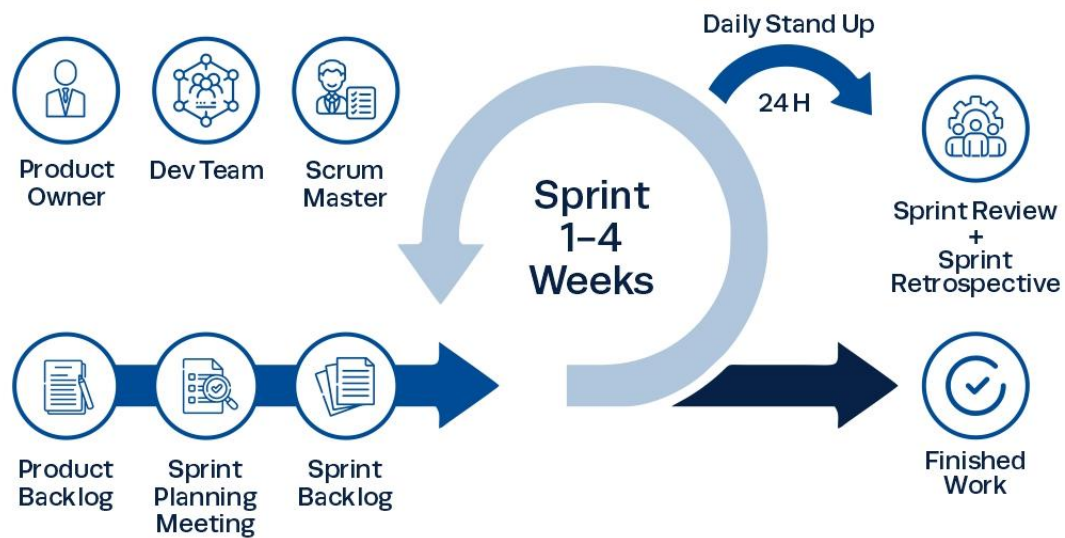 Product
Owner
Dev Team
Scrum
Master
Daily Stand Up
24 H
Sprint
1–4
Weeks
Sprint Review
+
Sprint
Retrospective
Product
Backlog
Sprint
Planning
Meeting
Sprint
Backlog
Finished
Work